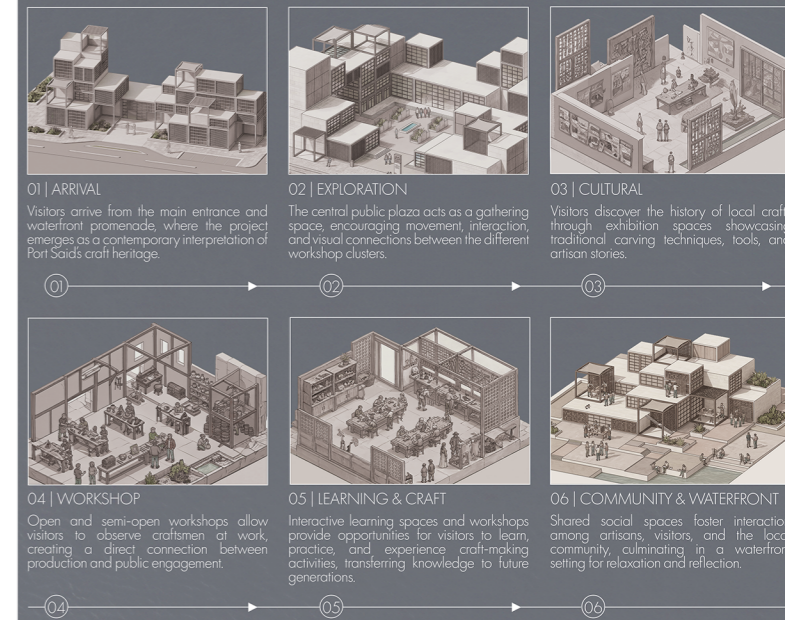 01 | ARRIVAL
Visitors arrive from the main entrance and
waterfront promenade, where the project
emerges as a contemporary interpretation of
Port Said's craft heritage.
01
02 | EXPLORATION
The central public plaza acts as a gathering
space, encouraging movement, interaction,
and visual connections between the different
workshop clusters.
02
03 | CULTURAL
Visitors discover the history of local craft
through exhibition spaces showcasing
traditional carving techniques, tools, and
artisan stories.
03
04 | WORKSHOP
Open and semi-open workshops allow
visitors to observe craftsmen at work,
creating a direct connection between
production and public engagement.
04
05 | LEARNING & CRAFT
Interactive learning spaces and workshops
provide opportunities for visitors to learn,
practice, and experience craft-making
activities, transferring knowledge to future
generations.
05
06 | COMMUNITY & WATERFRONT
Shared social spaces foster interactio
among artisans, visitors, and the loca
community, culminating in a waterfron
setting for relaxation and reflection.
06